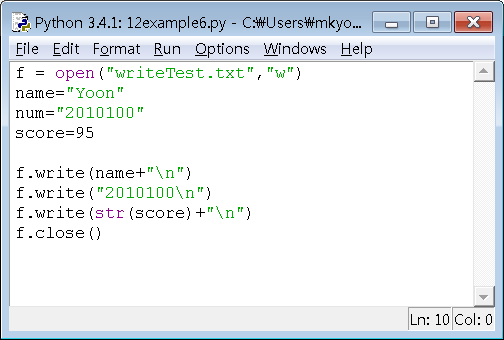 Python 3.4.1: 12example6.py - C:₩Users₩mkyo...
File Edit Format Run Options Windows Help
f = open("writeTest.txt","w")
name="Yoon"
num="2010100"
score=95
f.write(name+"\n")
f.write("2010100\n")
f.write(str(score)+"\n")
f.close()
Ln: 10 Col: 0